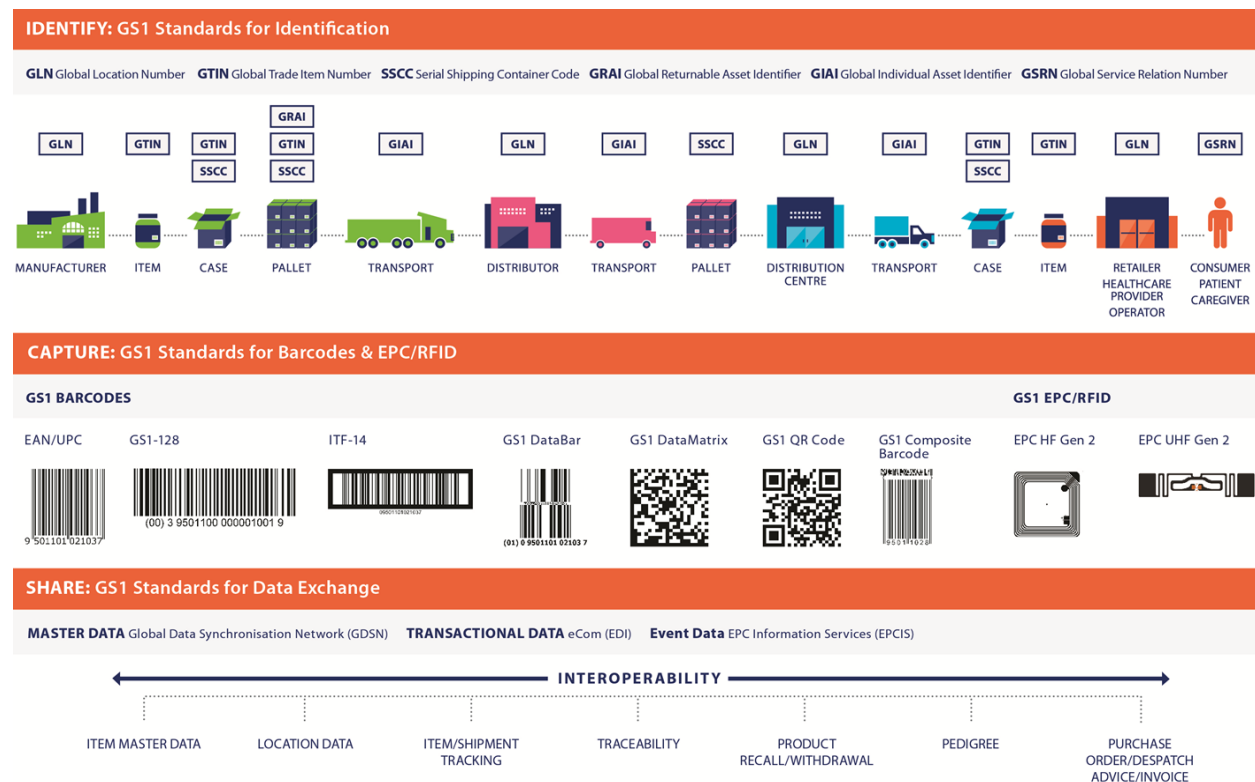 IDENTIFY: GS1 Standards for Identification
GLN Global Location Number GTIN Global Trade Item Number SSCC Serial Shipping Container Code GRAI Global Returnable Asset Identifier GIAI Global Individual Asset Identifier GSRN Global Service Relation Number
GRAI
GLN GTIN GTIN GTIN GIAI GLN GIAI SSCC GLN GIAI GTIN GTIN GLN GSRN
SSCC SSCC SSCC
MANUFACTURER ITEM CASE PALLET TRANSPORT DISTRIBUTOR TRANSPORT PALLET DISTRIBUTION TRANSPORT CASE ITEM RETAILER CONSUMER
CENTRE HEALTHCARE PATIENT
PROVIDER CAREGIVER
OPERATOR
CAPTURE: GS1 Standards for Barcodes & EPC/RFID
GS1 BARCODES GS1 EPC/RFID
EAN/UPC GS1-128 ITF-14 GS1 DataBar GS1 DataMatrix GS1 QR Code GS1 Composite EPC HF Gen 2 EPC UHF Gen 2
Barcode
09501101021037
(00) 3 9501100 000001001 9
9 501101 021037 (01) 0 9501101 02103 7 95011028
SHARE: GS1 Standards for Data Exchange
MASTER DATA Global Data Synchronisation Network (GDSN) TRANSACTIONAL DATA eCom (EDI) Event Data EPC Information Services (EPCIS)
INTEROPERABILITY
ITEM MASTER DATA LOCATION DATA ITEM/SHIPMENT TRACEABILITY PRODUCT PEDIGREE PURCHASE
TRACKING RECALL/WITHDRAWAL ORDER/DESPATCH
ADVICE/INVOICE